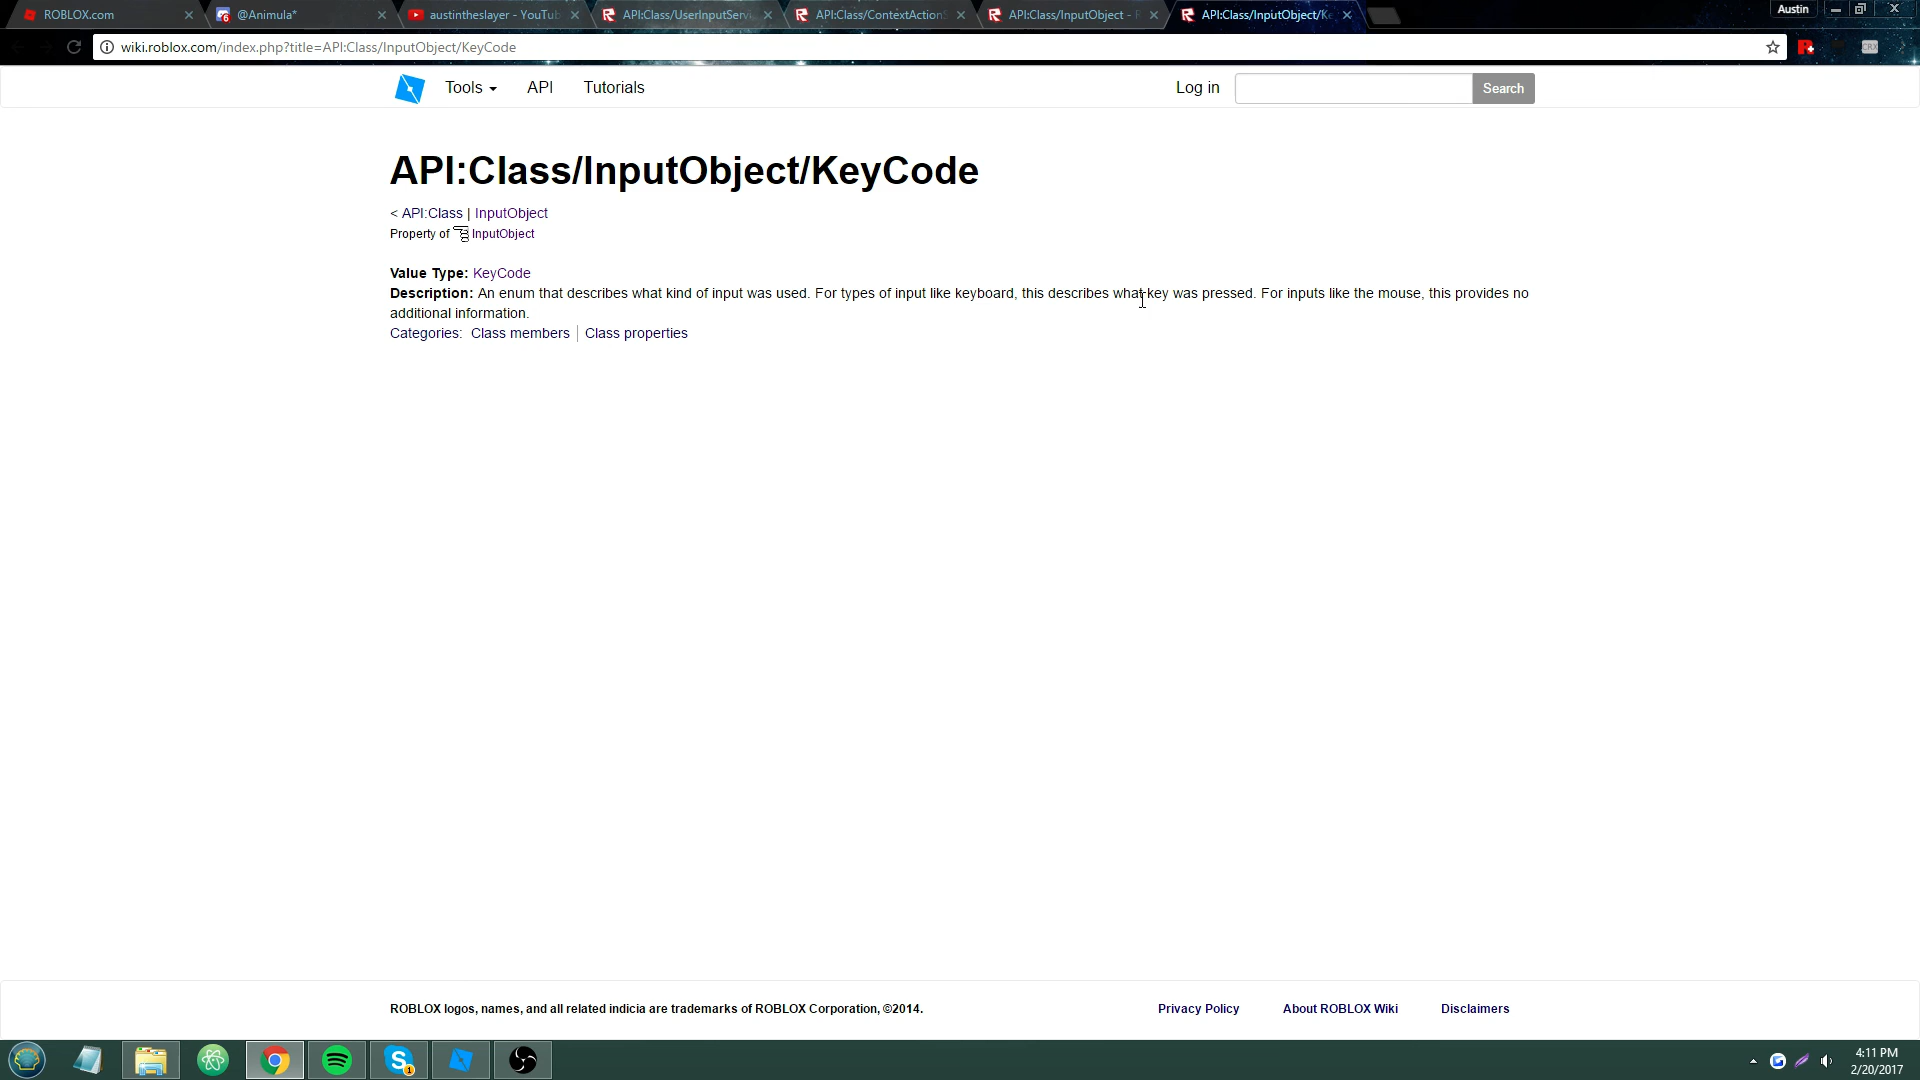 ROBLOX.com
@Animula*
austintheslayer - YouTub
API:Class/UserInputServi
API:Class/ContextActionS
API:Class/InputObject - R
API:Class/InputObject/Ke
Austin
wiki.roblox.com/index.php?title=API:Class/InputObject/KeyCode
CRX
Tools API Tutorials Log in Search
API:Class/InputObject/KeyCode
< API:Class | InputObject
Property of InputObject
Value Type: KeyCode
Description: An enum that describes what kind of input was used. For types of input like keyboard, this describes what key was pressed. For inputs like the mouse, this provides no
additional information.
Categories: Class members Class properties
ROBLOX logos, names, and all related indicia are trademarks of ROBLOX Corporation, ©2014. Privacy Policy About ROBLOX Wiki Disclaimers
4:11 PM
2/20/2017